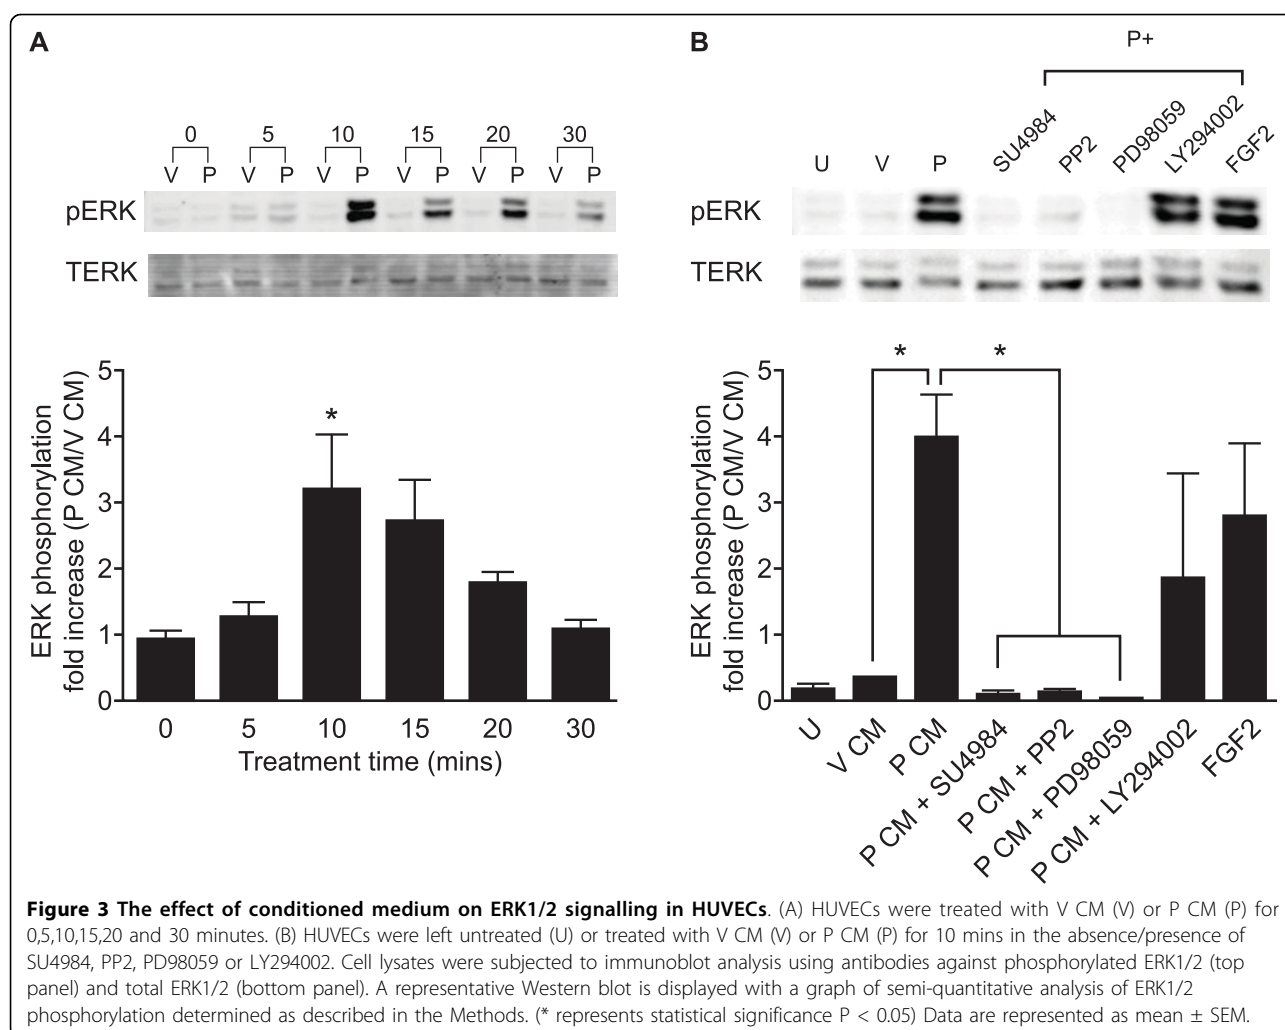 A
0 5 10 15 20 30
V P V P V P V P V P V P
pERK
TERK
ERK phosphorylation
fold increase (P CM/V CM)
5
4
3
2
1
0
*
0 5 10 15 20 30
Treatment time (mins)
B
P+
U V P SU4984 PP2 PD98059 LY294002 FGF2
pERK
TERK
ERK phosphorylation
fold increase (P CM/V CM)
5
4
3
2
1
0
* *
U
V CM
P CM
P CM + SU4984
P CM + PP2
P CM + PD98059
P CM + LY294002
FGF2
Figure 3 The effect of conditioned medium on ERK1/2 signalling in HUVECs. (A) HUVECs were treated with V CM (V) or P CM (P) for
0,5,10,15,20 and 30 minutes. (B) HUVECs were left untreated (U) or treated with V CM (V) or P CM (P) for 10 mins in the absence/presence of
SU4984, PP2, PD98059 or LY294002. Cell lysates were subjected to immunoblot analysis using antibodies against phosphorylated ERK1/2 (top
panel) and total ERK1/2 (bottom panel). A representative Western blot is displayed with a graph of semi-quantitative analysis of ERK1/2
phosphorylation determined as described in the Methods. (* represents statistical significance P < 0.05) Data are represented as mean ± SEM.